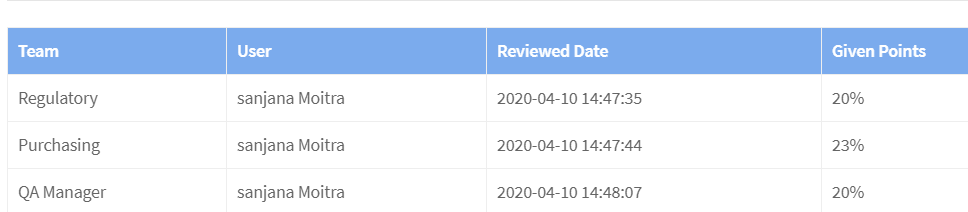 Team User Reviewed Date Given Points
Regulatory sanjana Moitra 2020-04-10 14:47:35 20%
Purchasing sanjana Moitra 2020-04-10 14:47:44 23%
QA Manager sanjana Moitra 2020-04-10 14:48:07 20%